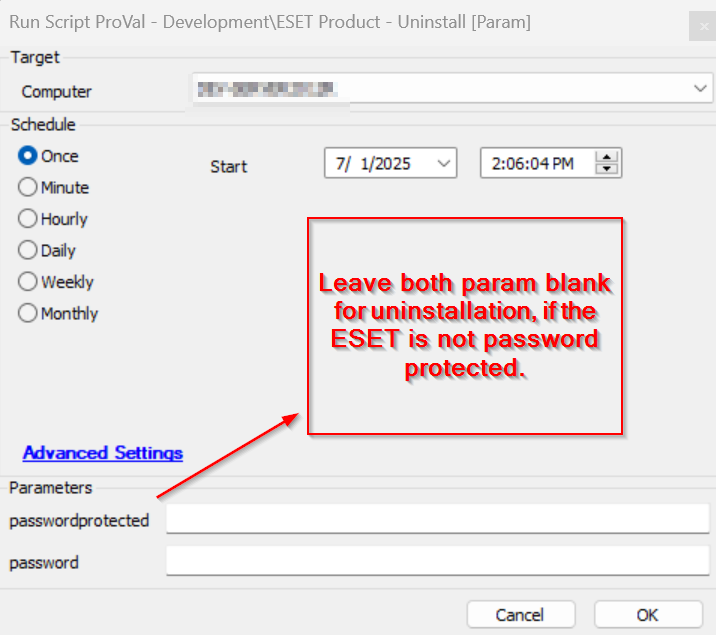 Run Script ProVal - Development\ESET Product - Uninstall [Param]
Target
Computer
Schedule
Once
Start
7/ 1/2025
2:06:04 PM
Minute
Hourly
Daily
Weekly
Monthly
Leave both param blank
for uninstallation, if the
ESET is not password
protected.
Advanced Settings
Parameters
passwordprotected
password
Cancel
OK